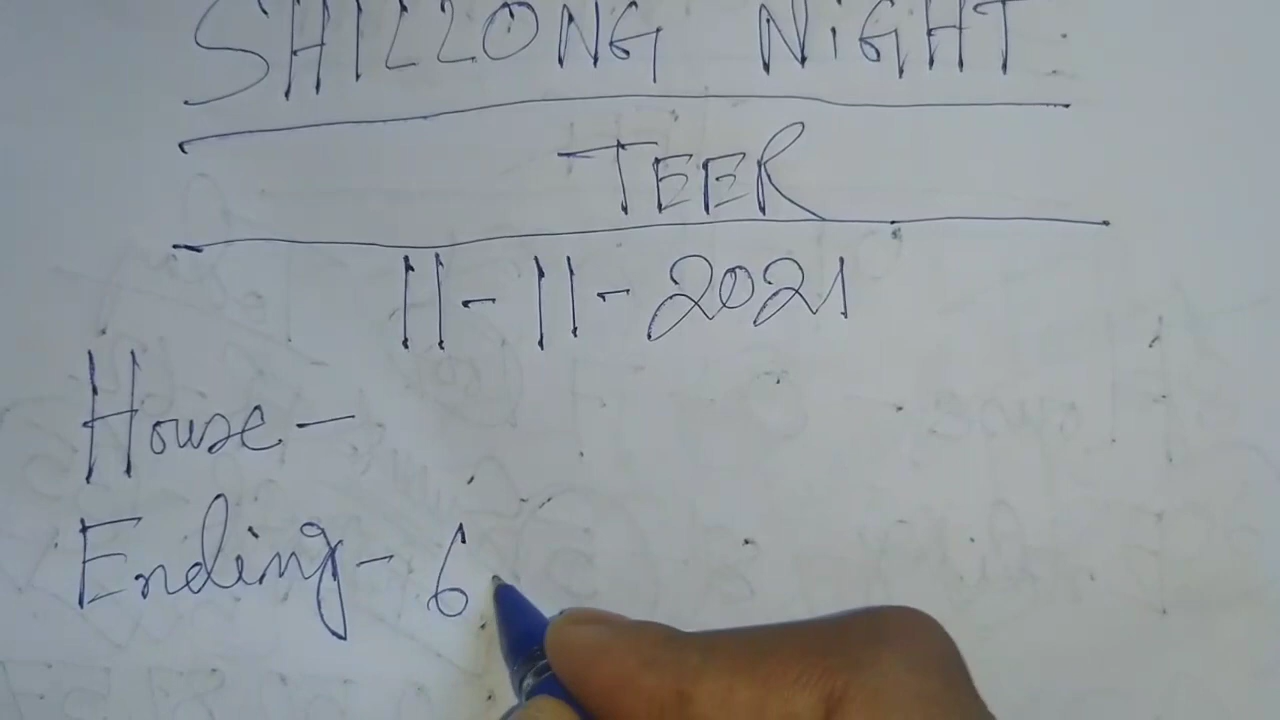 SHILLONG NiGHT
TEER
11-11-2021
House-
Ending- 6